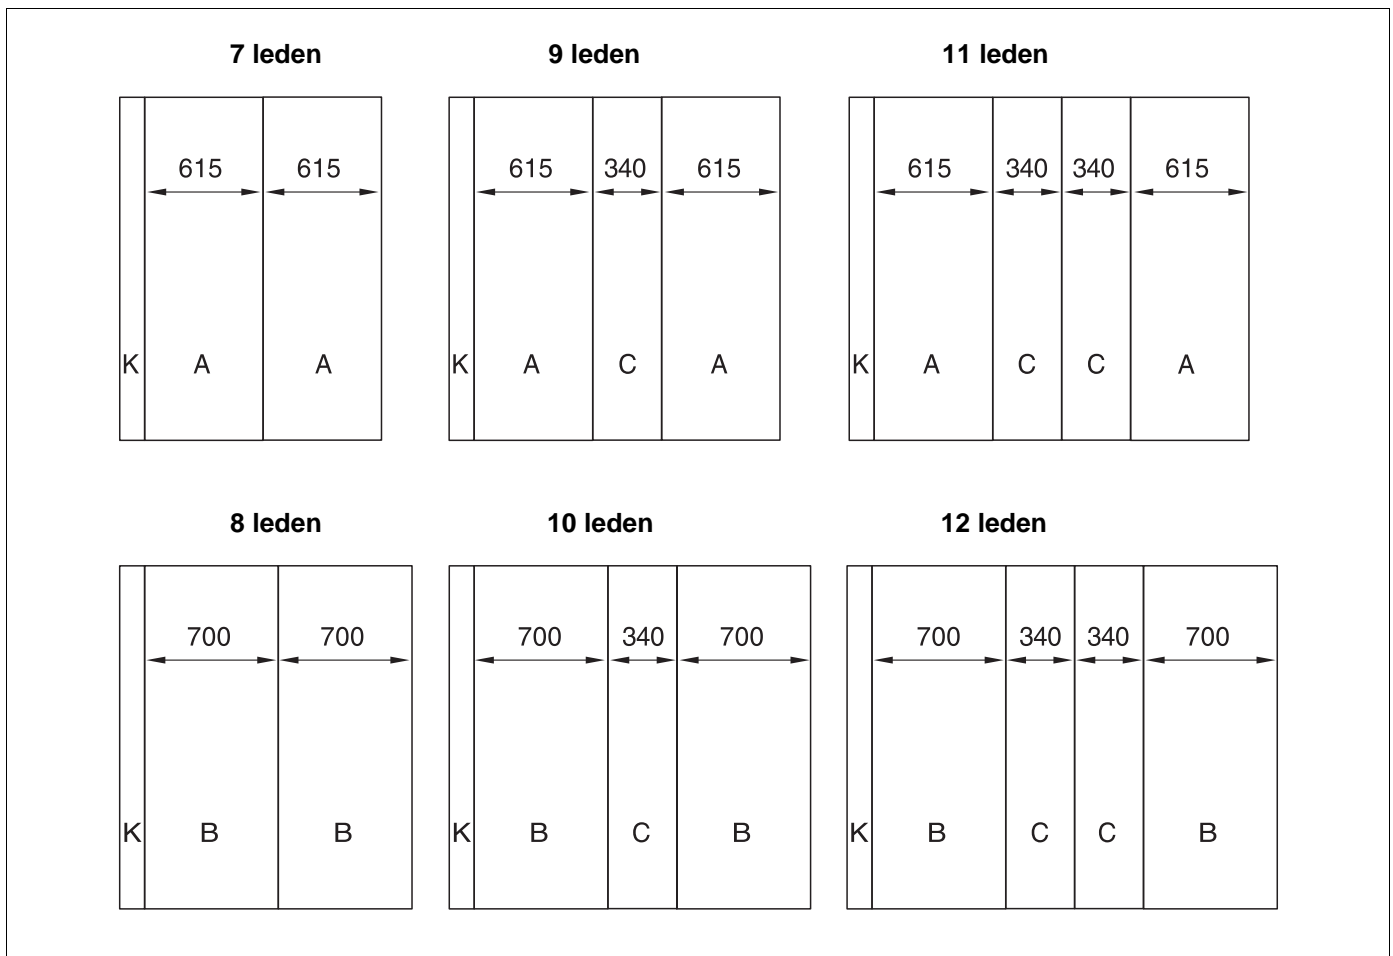 7 leden 9 leden 11 leden
615 615 615 340 615 615 340 340 615
K A A K A C A K A C C A
8 leden 10 leden 12 leden
700 700 700 340 700 700 340 340 700
K B B K B C B K B C C B